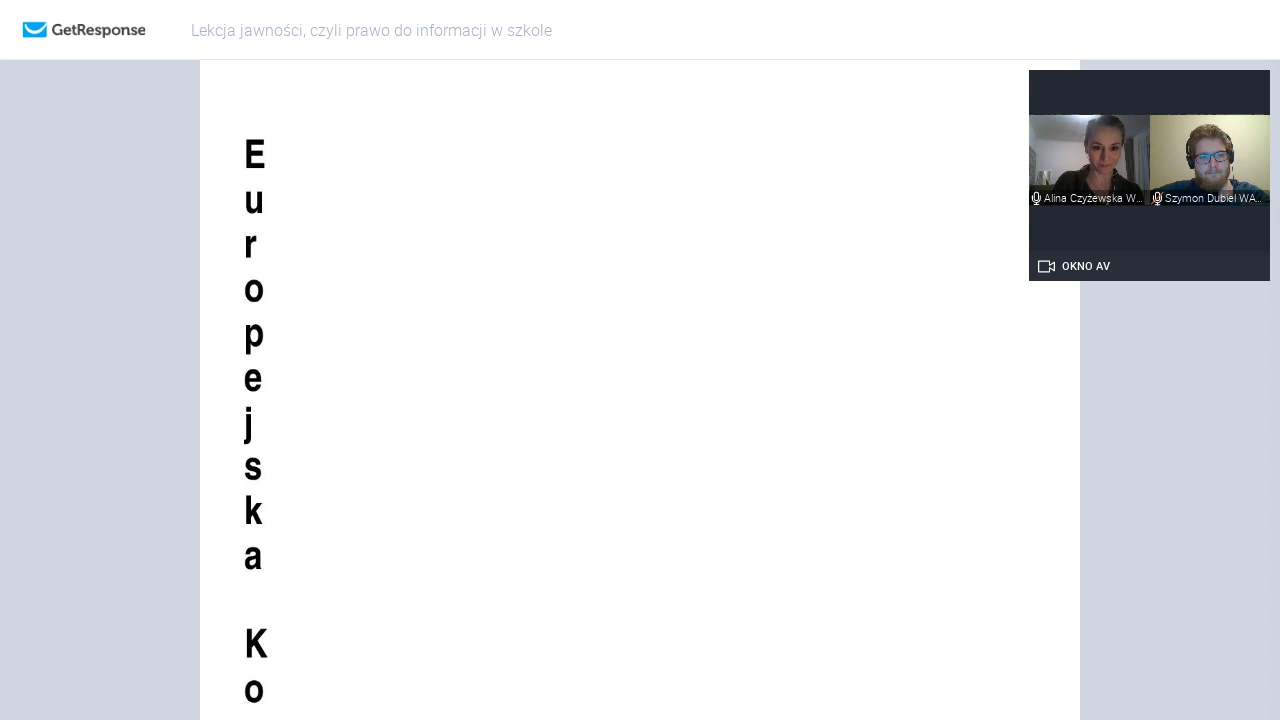 GetResponse
Lekcja jawności, czyli prawo do informacji w szkole
E
u
r
o
p
e
j
s
k
a
K
o
Alina Czyżewska W...
Szymon Dubiel WA...
OKNO AV